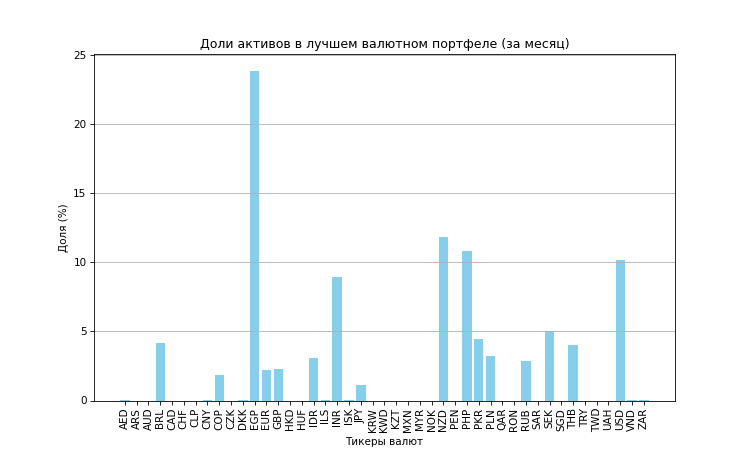 Доли активов в лучшем валютном портфеле (за месяц)
25
20
15
10
5
0
Доля (%)
AED ARS AUD BRL CAD CHF CLP CNY COP CZK DKK EGP EUR GBP HKD HUF IDR ILS INR ISK JPY KRW KWD KZT MXN MYR NOK NZD PEN PHP PKR PLN QAR RON RUB SAR SEK SGD THB TRY TWD UAH USD VND ZAR
Тикеры валют